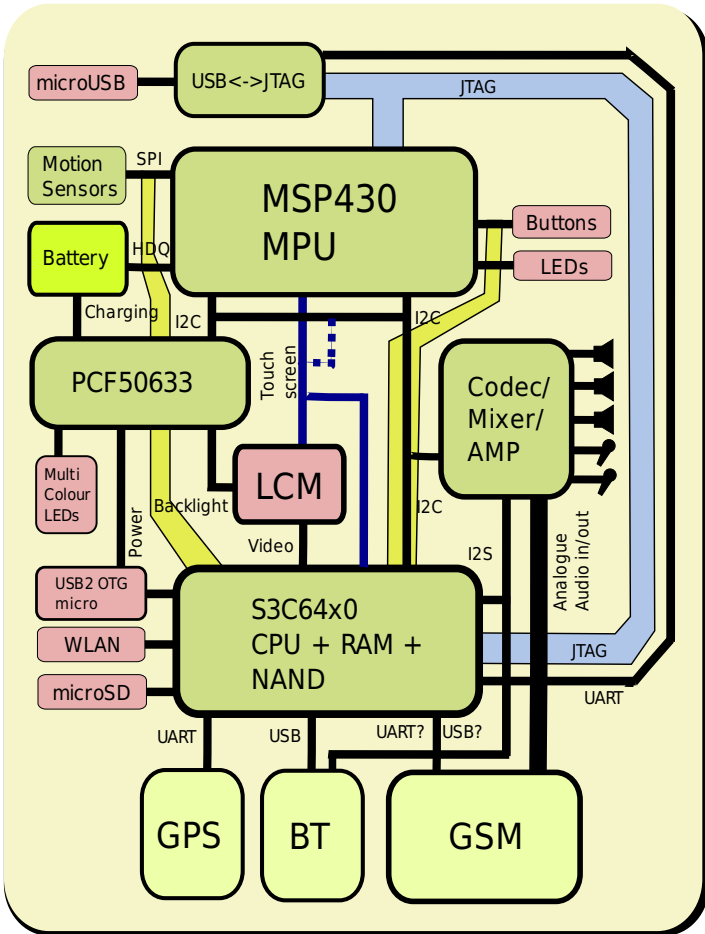 microUSB
USB<->JTAG
JTAG
Motion
Sensors
SPI
MSP430
MPU
Buttons
LEDs
Battery
HDQ
Charging
I2C
I2C
Touch
screen
PCF50633
Codec/
Mixer/
AMP
Multi
Colour
LEDs
Power
Backlight
LCM
I2C
Video
I2S
Analogue
Audio in/out
USB2 OTG
micro
WLAN
microSD
S3C64x0
CPU + RAM +
NAND
JTAG
UART
UART
USB
UART?
USB?
GPS
BT
GSM